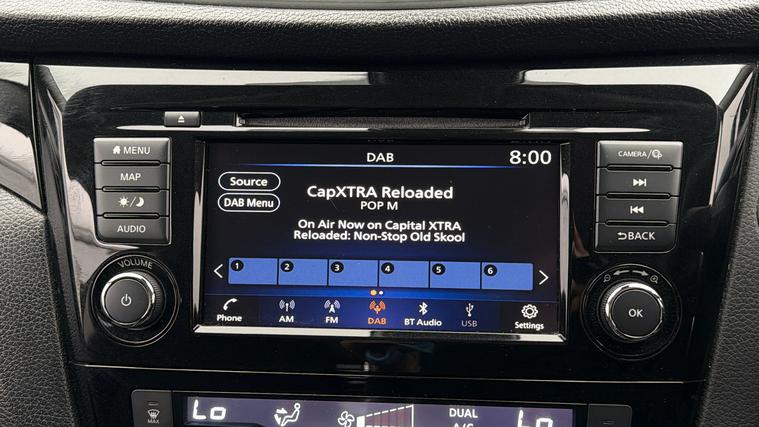 DAB
8:00
MENU
MAP
AUDIO
VOLUME
Source
DAB Menu
CapXTRA Reloaded
POP M
On Air Now on Capital XTRA
Reloaded: Non-Stop Old Skool
1 2 3 4 5 6
Phone AM FM DAB BT Audio USB Settings
CAMERA/
BACK
OK
MAX
Lo
DUAL
A/C
Lo